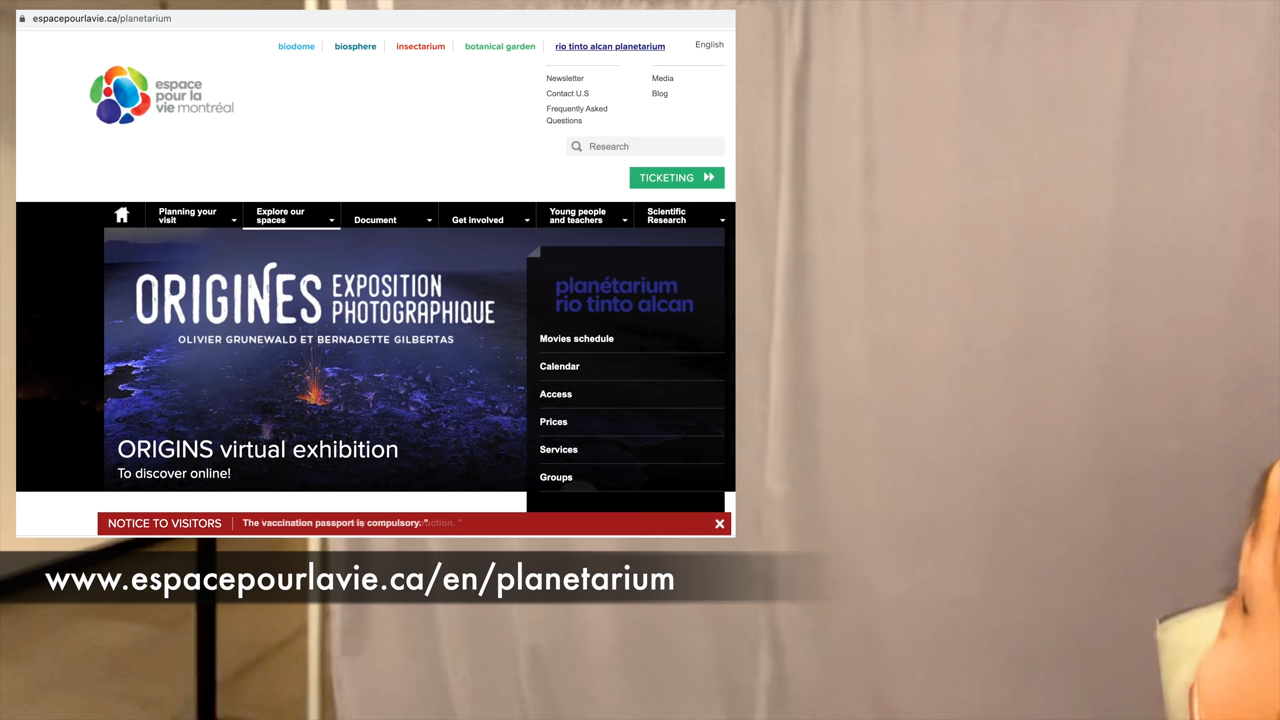 espacepourlavie.ca/planetarium
biodome
biosphere
insectarium
botanical garden
rio tinto alcan planetarium
English
espace
pour la
vie montréal
Newsletter
Contact U.S
Frequently Asked
Questions
Media
Blog
Research
TICKETING
Planning your
visit
Explore our
spaces
Document
Get involved
Young people
and teachers
Scientific
Research
ORIGINES EXPOSITION
PHOTOGRAPHIQUE
OLIVIER GRUNEWALD ET BERNADETTE GILBERTAS
ORIGINS virtual exhibition
To discover online!
planétarium
rio tinto alcan
Movies schedule
Calendar
Access
Prices
Services
Groups
NOTICE TO VISITORS
The vaccination passport is compulsory. "
www.espacepourlavie.ca/en/planetarium